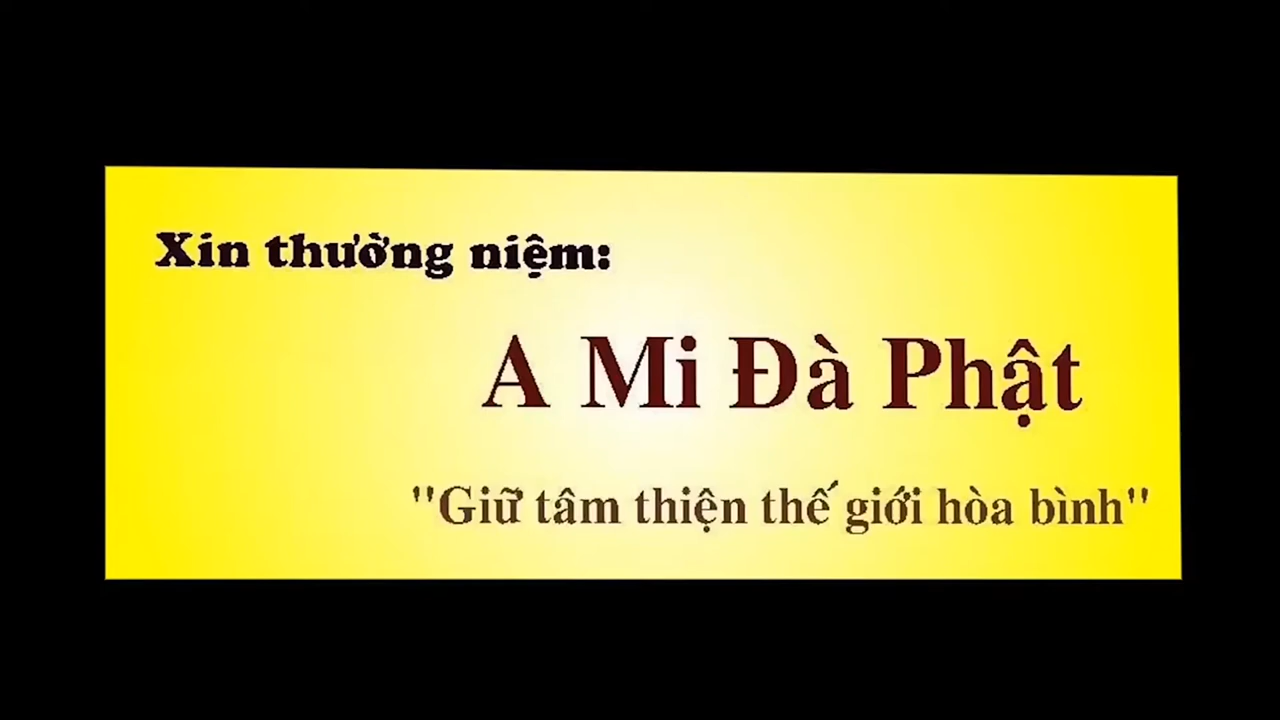 Xin thường niệm:
A Mi Đà Phật
"Giữ tâm thiện thế giới hòa bình"